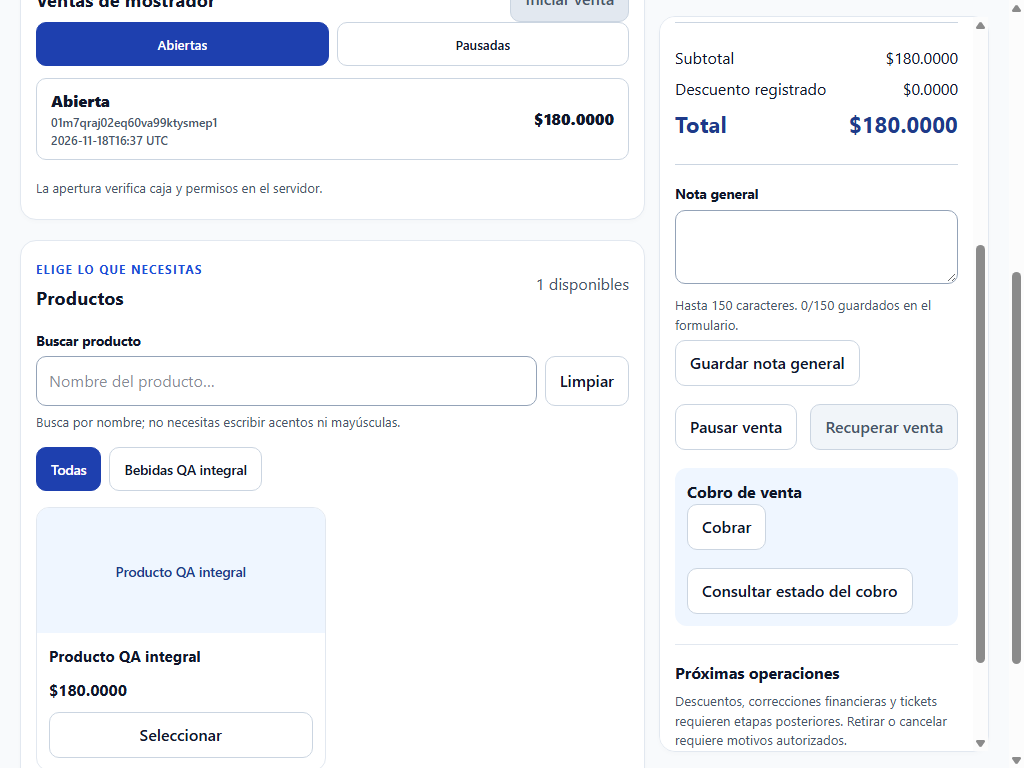 Ventas de mostrador
Iniciar venta
Abiertas
Pausadas
Abierta
01m7qraj02eq60va99ktysmep1
2026-11-18T16:37 UTC
$180.0000
La apertura verifica caja y permisos en el servidor.
ELIGE LO QUE NECESITAS
Productos
1 disponibles
Buscar producto
Nombre del producto...
Limpiar
Busca por nombre; no necesitas escribir acentos ni mayúsculas.
Todas
Bebidas QA integral
Producto QA integral
Producto QA integral
$180.0000
Seleccionar
Subtotal $180.0000
Descuento registrado $0.0000
Total $180.0000
Nota general
Hasta 150 caracteres. 0/150 guardados en el
formulario.
Guardar nota general
Pausar venta
Recuperar venta
Cobro de venta
Cobrar
Consultar estado del cobro
Próximas operaciones
Descuentos, correcciones financieras y tickets
requieren etapas posteriores. Retirar o cancelar
requiere motivos autorizados.